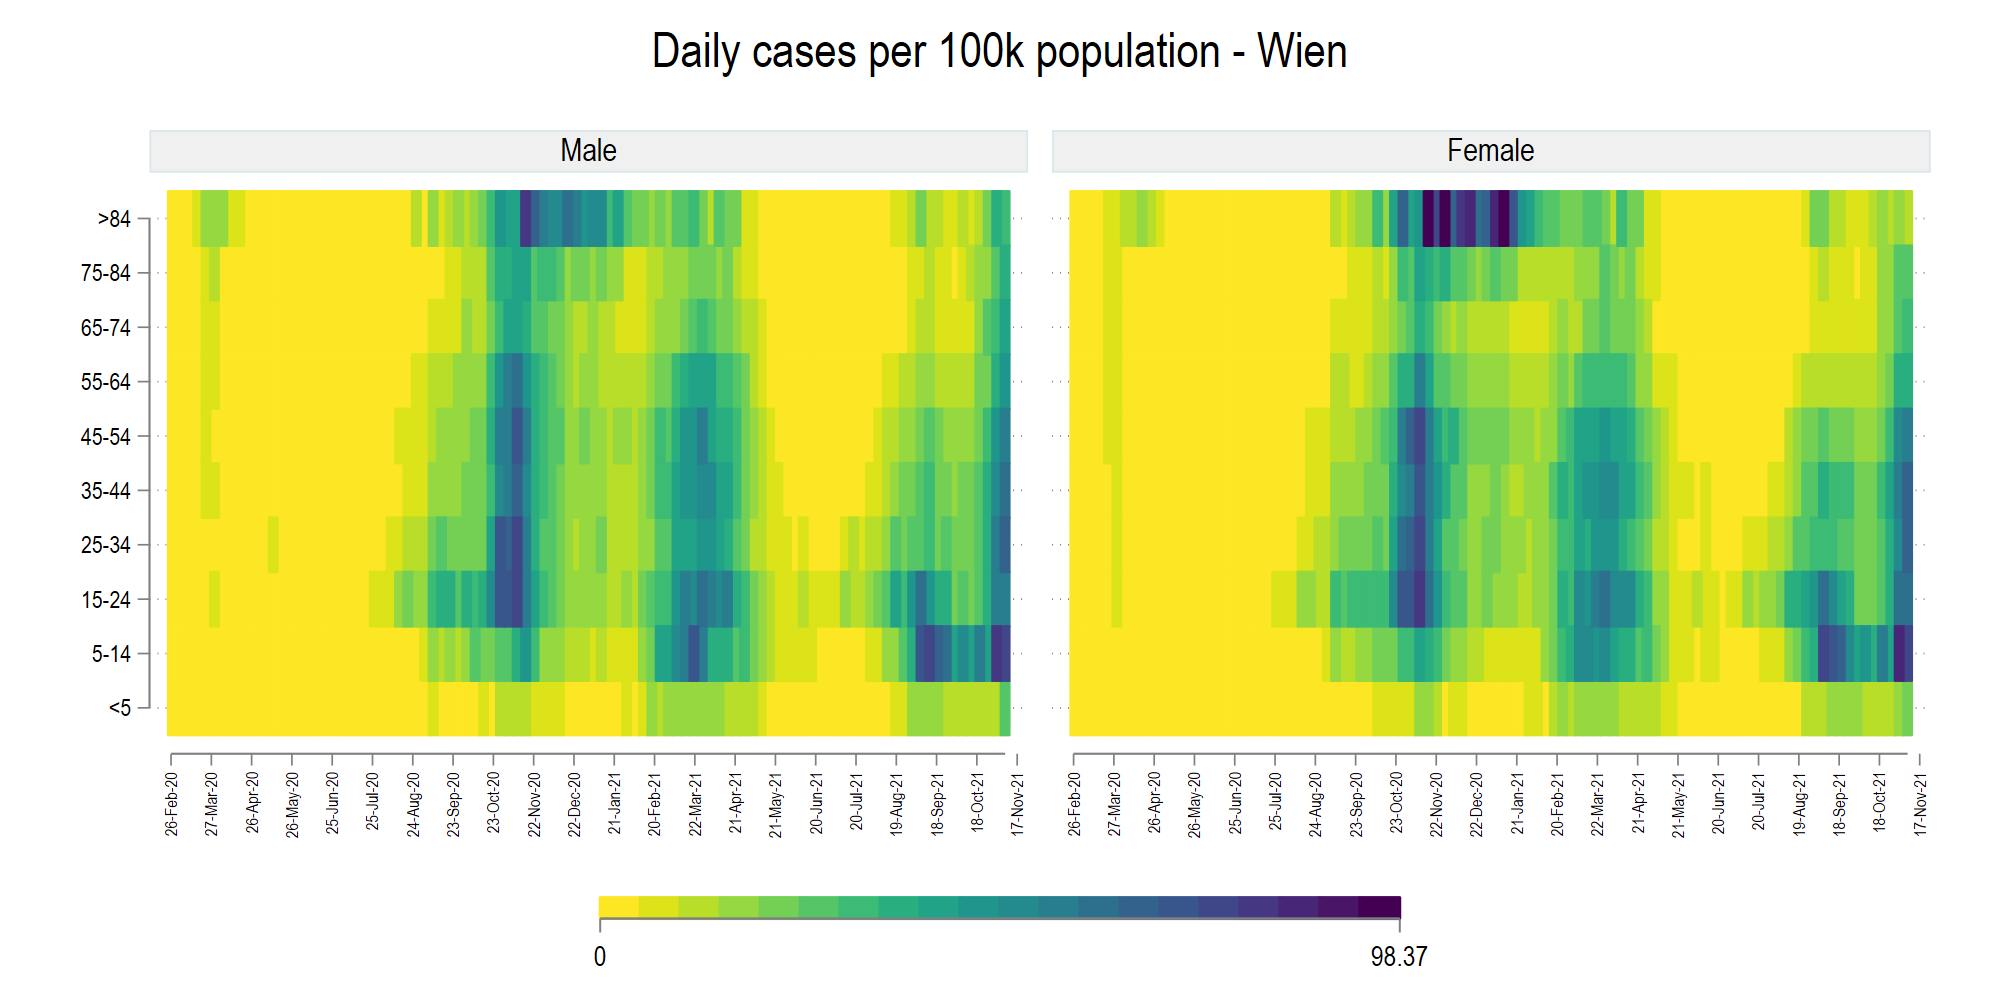 Daily cases per 100k population - Wien
Male
Female
>84
75-84
65-74
55-64
45-54
35-44
25-34
15-24
5-14
<5
26-Feb-20
27-Mar-20
26-Apr-20
26-May-20
25-Jun-20
25-Jul-20
24-Aug-20
23-Sep-20
23-Oct-20
22-Nov-20
22-Dec-20
21-Jan-21
20-Feb-21
22-Mar-21
21-Apr-21
21-May-21
20-Jun-21
20-Jul-21
19-Aug-21
18-Sep-21
18-Oct-21
17-Nov-21
26-Feb-20
27-Mar-20
26-Apr-20
26-May-20
25-Jun-20
25-Jul-20
24-Aug-20
23-Sep-20
23-Oct-20
22-Nov-20
22-Dec-20
21-Jan-21
20-Feb-21
22-Mar-21
21-Apr-21
21-May-21
20-Jun-21
20-Jul-21
19-Aug-21
18-Sep-21
18-Oct-21
17-Nov-21
0
98.37